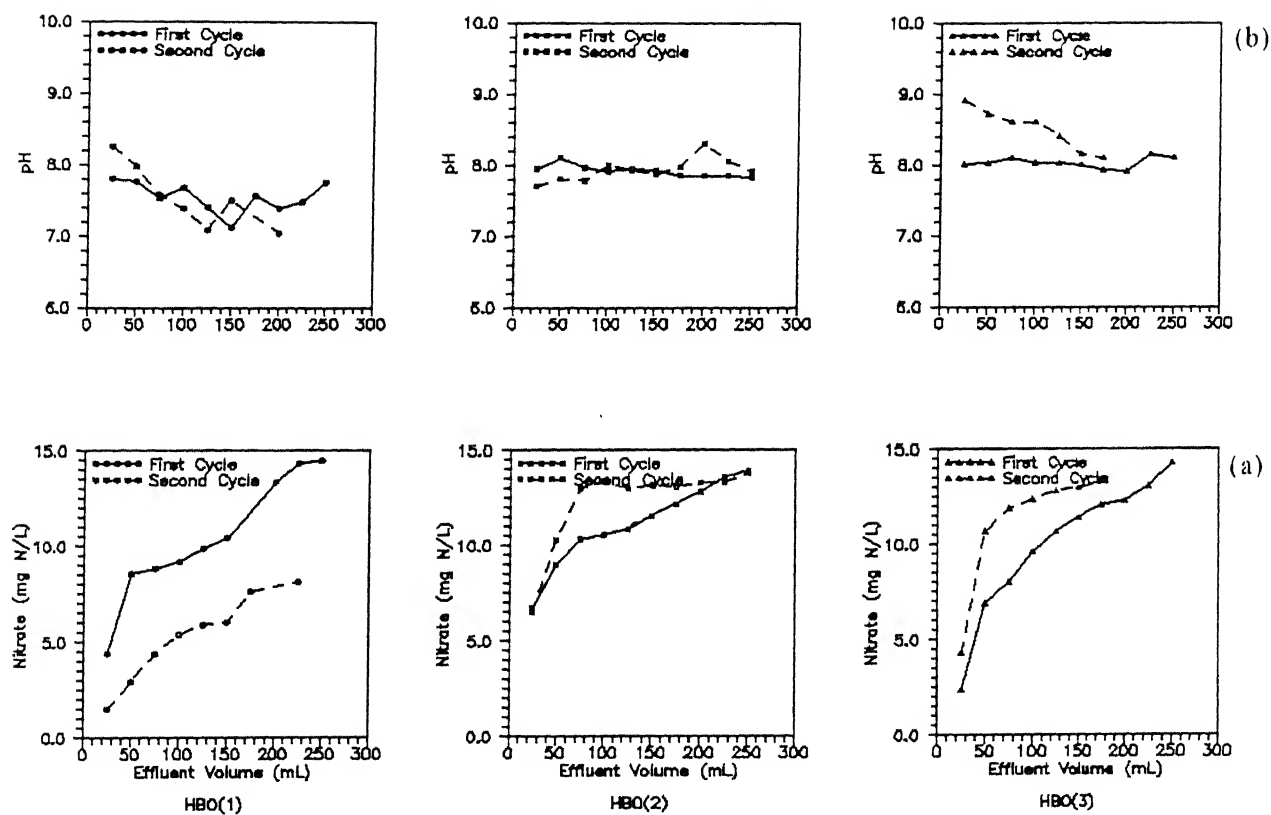 10.0
9.0
8.0
7.0
6.0
pH
First Cycle
Second Cycle
0 50 100 150 200 250 300
10.0
9.0
8.0
7.0
6.0
pH
First Cycle
Second Cycle
0 50 100 150 200 250 300
10.0
9.0
8.0
7.0
6.0
pH
First Cycle
Second Cycle
0 50 100 150 200 250 300
(b)
15.0
10.0
5.0
0.0
Nitrate (mg N/L)
First Cycle
Second Cycle
0 50 100 150 200 250 300
Effluent Volume (mL)
HBO(1)
15.0
10.0
5.0
0.0
Nitrate (mg N/L)
First Cycle
Second Cycle
0 50 100 150 200 250 300
Effluent Volume (mL)
HBO(2)
15.0
10.0
5.0
0.0
Nitrate (mg N/L)
First Cycle
Second Cycle
0 50 100 150 200 250 300
Effluent Volume (mL)
HBO(3)
(a)